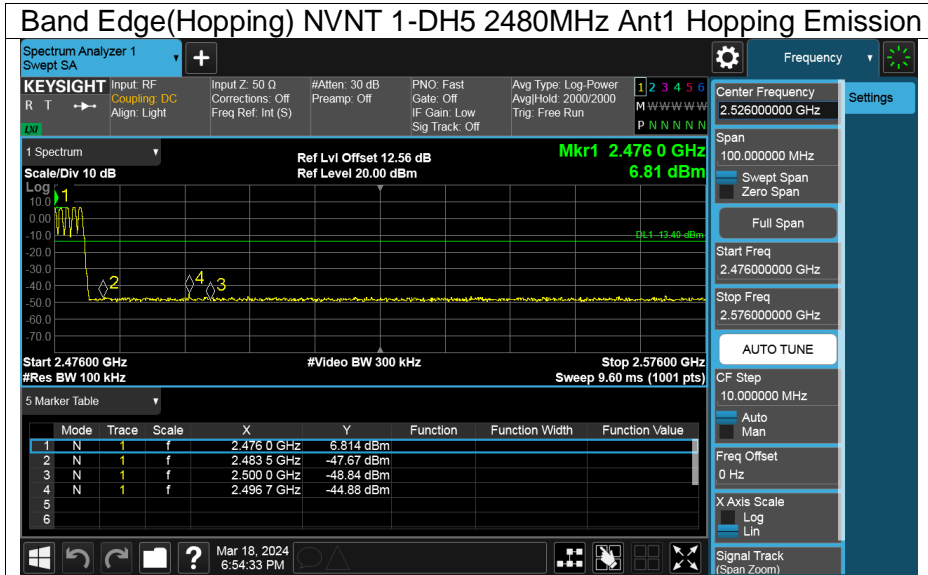 Band Edge(Hopping) NVNT 1-DH5 2480MHz Ant1 Hopping Emission
Spectrum Analyzer 1
Swept SA
+
Frequency
KEYSIGHT
R T
LXI
Input: RF
Coupling: DC
Align: Light
Input Z: 50 Ω
Corrections: Off
Freq Ref: Int (S)
#Atten: 30 dB
Preamp: Off
PNO: Fast
Gate: Off
IF Gain: Low
Sig Track: Off
Avg Type: Log-Power
Avg|Hold: 2000/2000
Trig: Free Run
1 2 3 4 5 6
M W W W W W
P N N N N N
Center Frequency
2.526000000 GHz
Settings
1 Spectrum
Scale/Div 10 dB
Ref Lvl Offset 12.56 dB
Ref Level 20.00 dBm
Mkr1 2.476 0 GHz
6.81 dBm
Span
100.000000 MHz
Swept Span
Zero Span
Full Span
Start Freq
2.476000000 GHz
Stop Freq
2.576000000 GHz
AUTO TUNE
CF Step
10.000000 MHz
Auto
Man
Freq Offset
0 Hz
X Axis Scale
Log
Lin
Signal Track
(Span Zoom)
Log
10.0
0.00
-10.0
-20.0
-30.0
-40.0
-50.0
-60.0
-70.0
1
2
4
3
DL1 -13.40 dBm
Start 2.47600 GHz
#Res BW 100 kHz
#Video BW 300 kHz
Stop 2.57600 GHz
Sweep 9.60 ms (1001 pts)
5 Marker Table
Mode Trace Scale X Y Function Function Width Function Value
1 N 1 f 2.476 0 GHz 6.814 dBm
2 N 1 f 2.483 5 GHz -47.67 dBm
3 N 1 f 2.500 0 GHz -48.84 dBm
4 N 1 f 2.496 7 GHz -44.88 dBm
5
6
?
Mar 18, 2024
6:54:33 PM